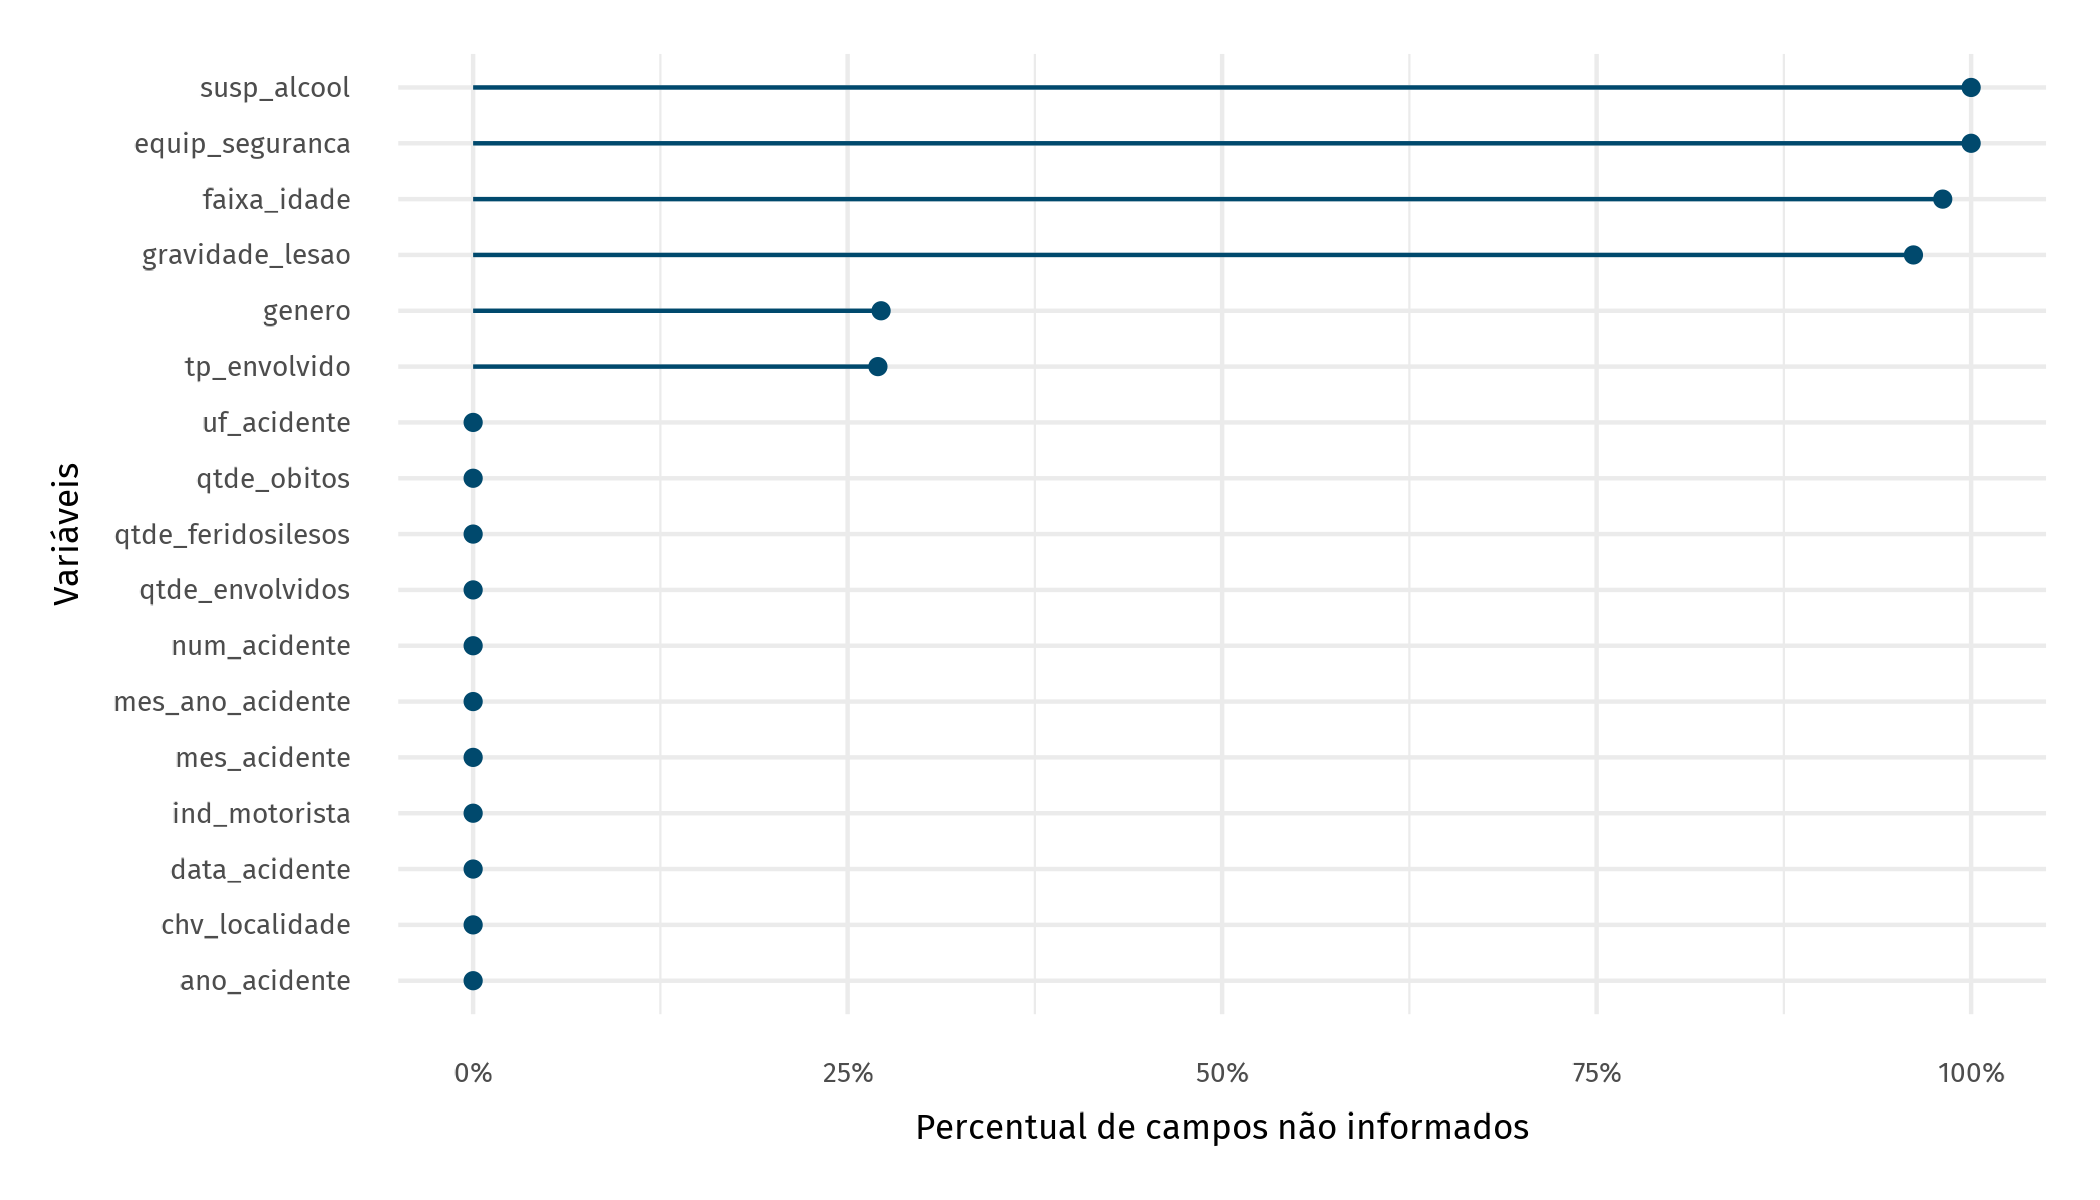 susp_alcool
equip_seguranca
faixa_idade
gravidade_lesao
genero
tp_envolvido
uf_acidente
qtde_obitos
qtde_feridosilesos
qtde_envolvidos
num_acidente
mes_ano_acidente
mes_acidente
ind_motorista
data_acidente
chv_localidade
ano_acidente
Variáveis
0% 25% 50% 75% 100%
Percentual de campos não informados